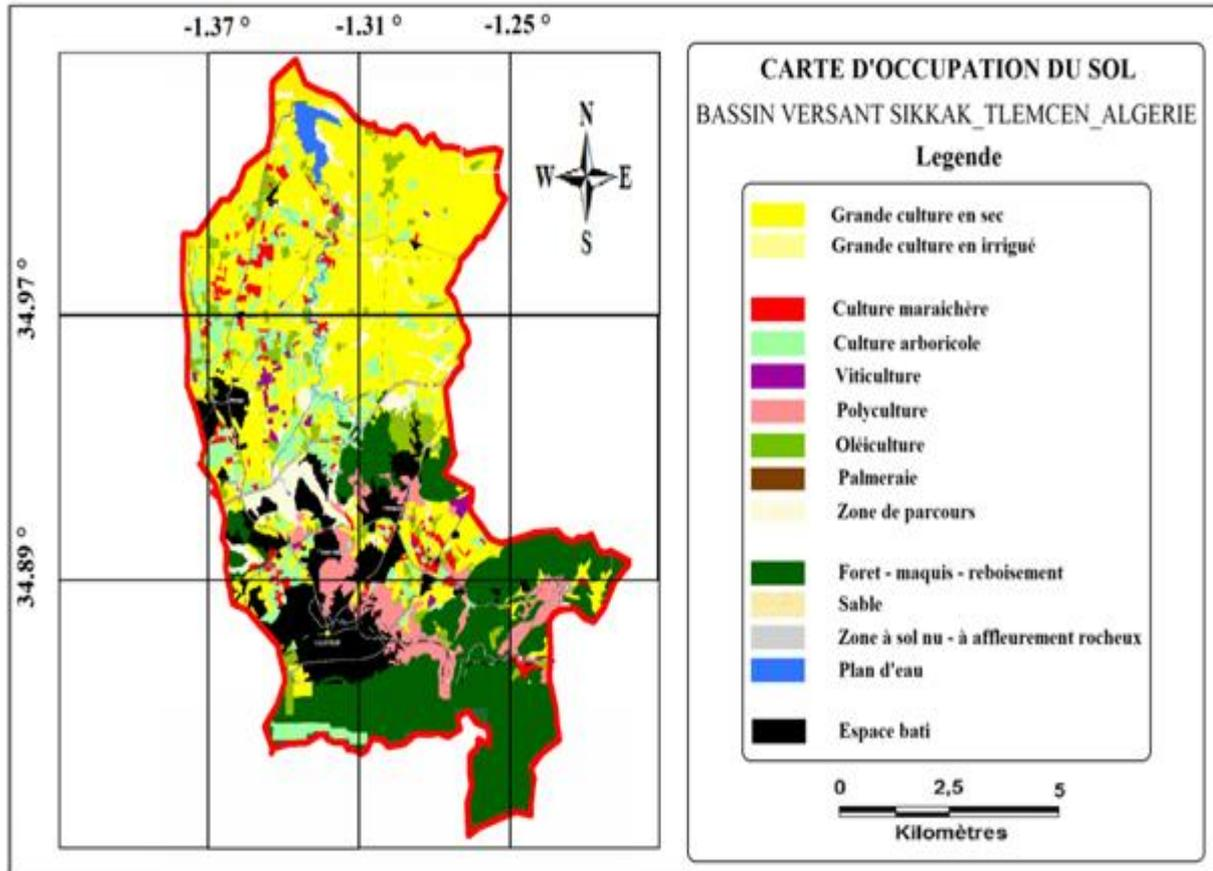 -1.37 ° -1.31 ° -1.25 °
34.97 °
34.89 °
N
W E
S
CARTE D'OCCUPATION DU SOL
BASSIN VERSANT SIKKAK_TLEMCEN_ALGERIE
Legende
Grande culture en sec
Grande culture en irrigué
Culture maraichère
Culture arboricole
Viticulture
Polyculture
Oléiculture
Palmeraie
Zone de parcours
Foret - maquis - reboisement
Sable
Zone à sol nu - à affleurement rocheux
Plan d'eau
Espace bati
0 2,5 5
Kilomètres